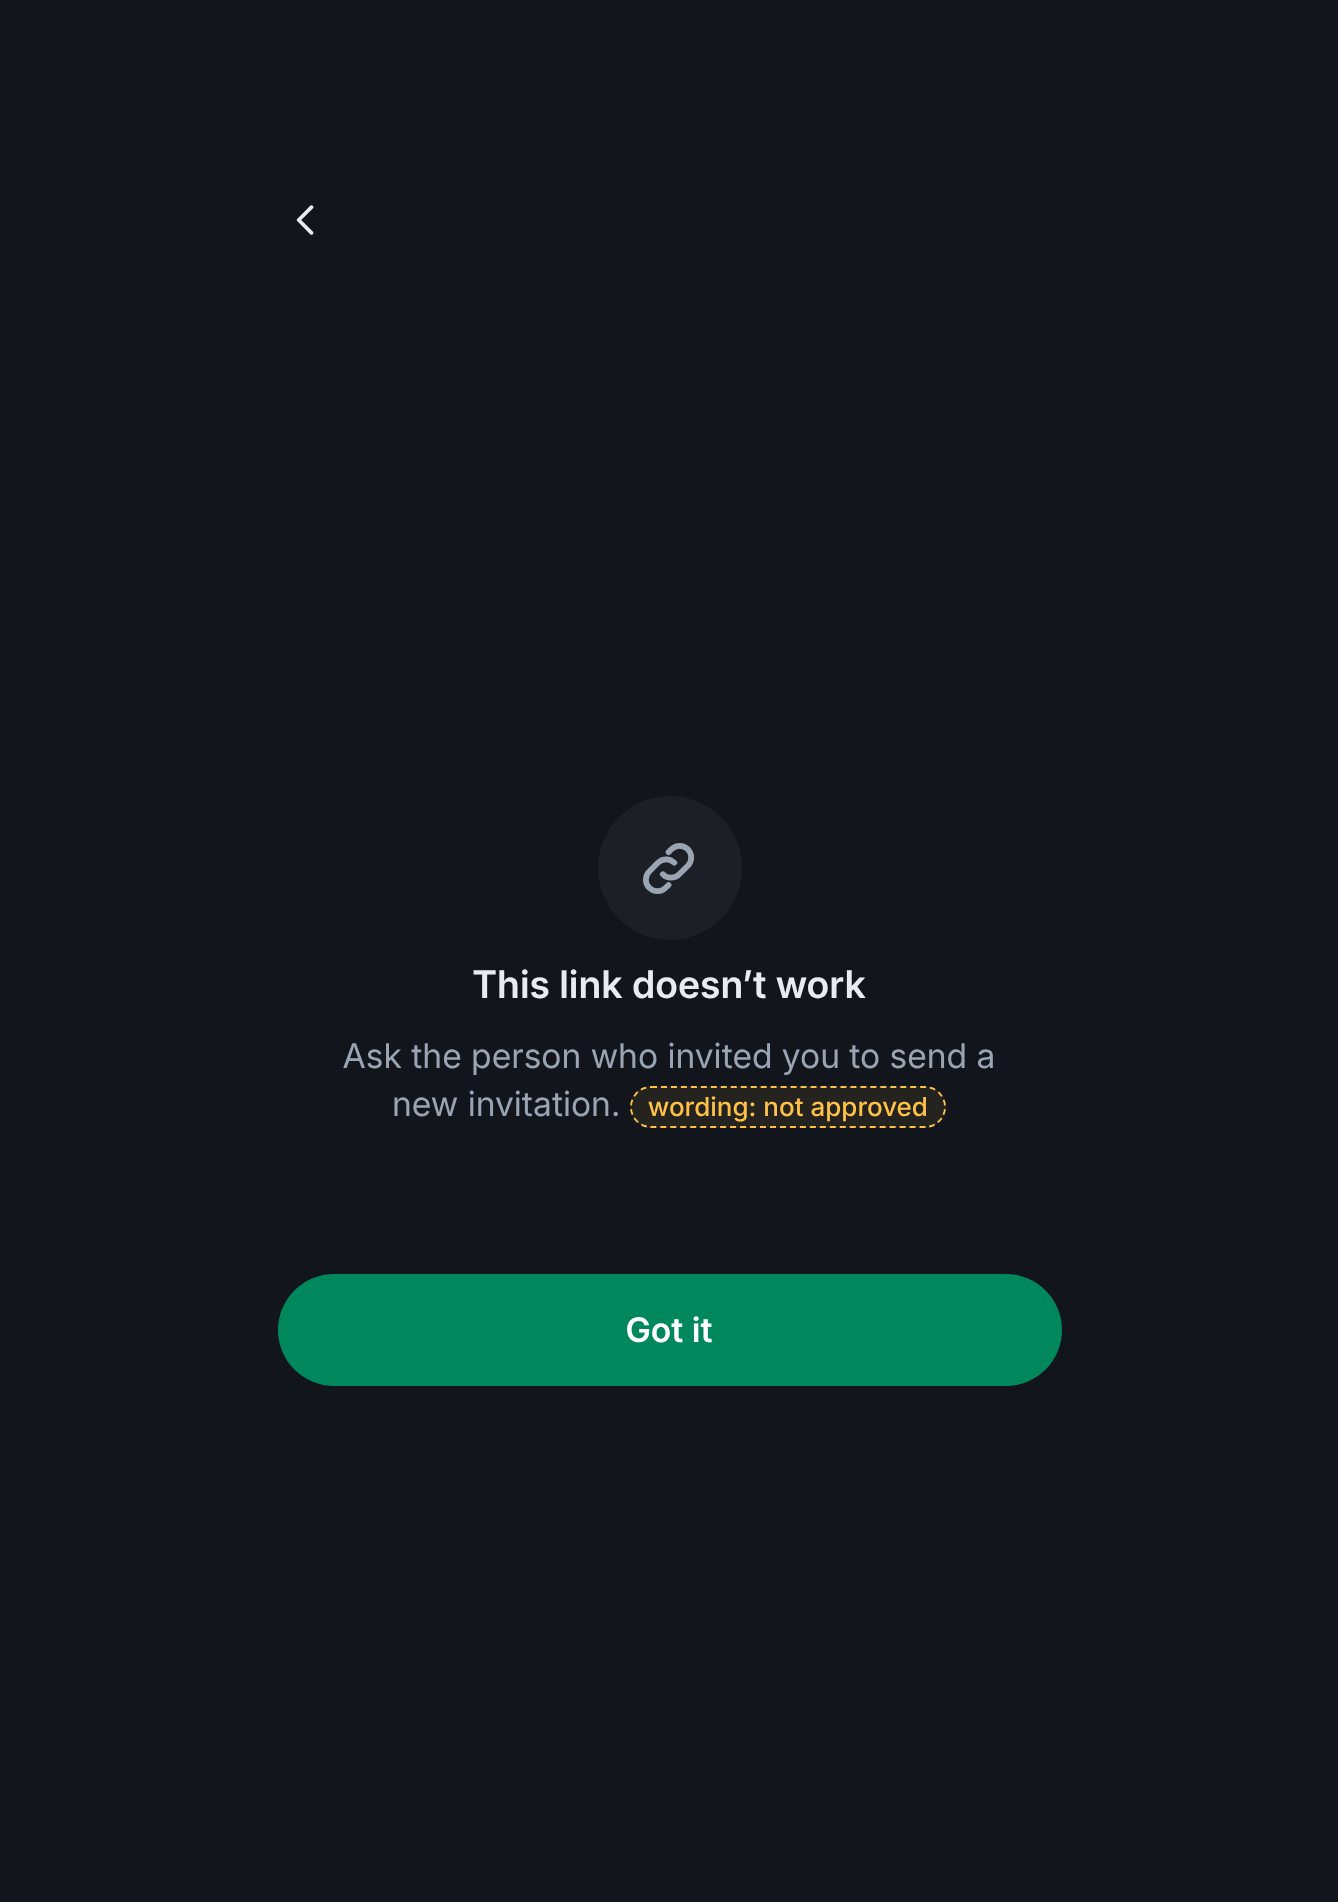 This link doesn’t work
Ask the person who invited you to send a
new invitation. wording: not approved
Got it